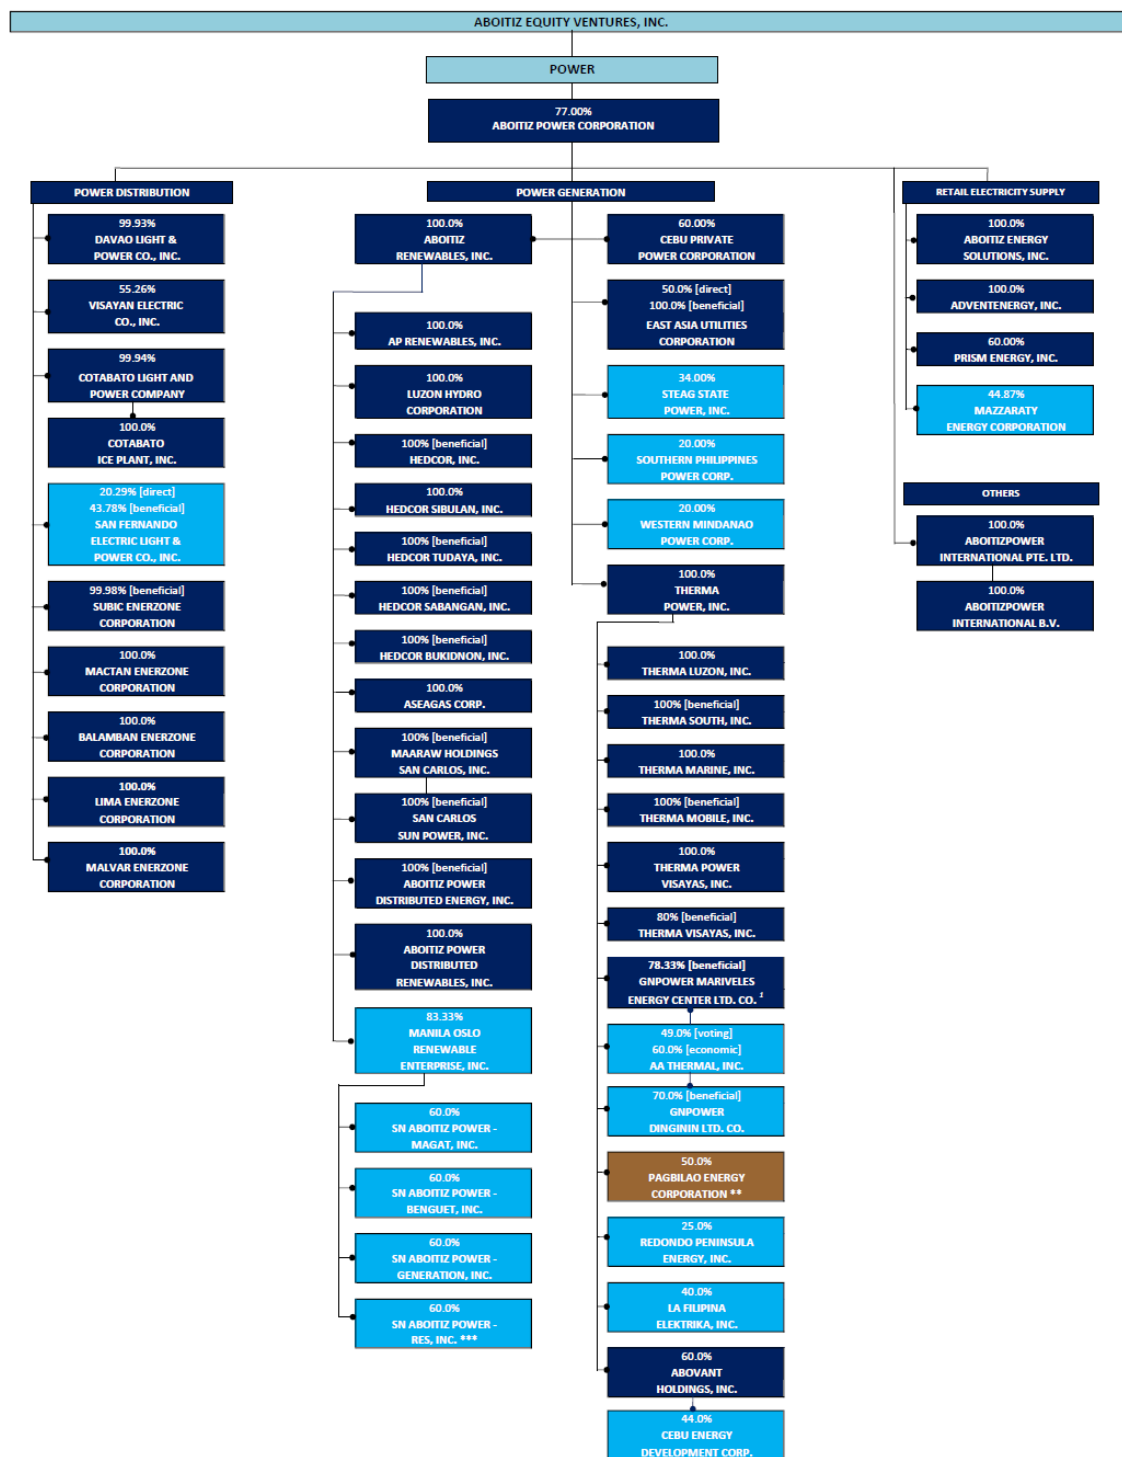 ABOITIZ EQUITY VENTURES, INC.
POWER
77.00%
ABOITIZ POWER CORPORATION
POWER DISTRIBUTION
99.93%
DAVAO LIGHT &
POWER CO., INC.
55.26%
VISAYAN ELECTRIC
CO., INC.
99.94%
COTABATO LIGHT AND
POWER COMPANY
100.0%
COTABATO
ICE PLANT, INC.
20.29% [direct]
43.78% [beneficial]
SAN FERNANDO
ELECTRIC LIGHT &
POWER CO., INC.
99.98% [beneficial]
SUBIC ENERZONE
CORPORATION
100.0%
MACTAN ENERZONE
CORPORATION
100.0%
BALAMBAN ENERZONE
CORPORATION
100.0%
LIMA ENERZONE
CORPORATION
100.0%
MALVAR ENERZONE
CORPORATION
POWER GENERATION
100.0%
ABOITIZ
RENEWABLES, INC.
100.0%
AP RENEWABLES, INC.
100.0%
LUZON HYDRO
CORPORATION
100% [beneficial]
HEDCOR, INC.
100.0%
HEDCOR SIBULAN, INC.
100% [beneficial]
HEDCOR TUDAYA, INC.
100% [beneficial]
HEDCOR SABANGAN, INC.
100% [beneficial]
HEDCOR BUKIDNON, INC.
100.0%
ASEAGAS CORP.
100% [beneficial]
MAARAW HOLDINGS
SAN CARLOS, INC.
100% [beneficial]
SAN CARLOS
SUN POWER, INC.
100% [beneficial]
ABOITIZ POWER
DISTRIBUTED ENERGY, INC.
100.0%
ABOITIZ POWER
DISTRIBUTED
RENEWABLES, INC.
83.33%
MANILA OSLO
RENEWABLE
ENTERPRISE, INC.
60.0%
SN ABOITIZ POWER -
MAGAT, INC.
60.0%
SN ABOITIZ POWER -
BENGUET, INC.
60.0%
SN ABOITIZ POWER -
GENERATION, INC.
60.0%
SN ABOITIZ POWER -
RES, INC. ***
60.00%
CEBU PRIVATE
POWER CORPORATION
50.0% [direct]
100.0% [beneficial]
EAST ASIA UTILITIES
CORPORATION
34.00%
STEAG STATE
POWER, INC.
20.00%
SOUTHERN PHILIPPINES
POWER CORP.
20.00%
WESTERN MINDANAO
POWER CORP.
100.0%
THERMA
POWER, INC.
100.0%
THERMA LUZON, INC.
100% [beneficial]
THERMA SOUTH, INC.
100.0%
THERMA MARINE, INC.
100% [beneficial]
THERMA MOBILE, INC.
100.0%
THERMA POWER
VISAYAS, INC.
80% [beneficial]
THERMA VISAYAS, INC.
78.33% [beneficial]
GNPOWER MARIVELES
ENERGY CENTER LTD. CO. 1
49.0% [voting]
60.0% [economic]
AA THERMAL, INC.
70.0% [beneficial]
GNPOWER
DINGININ LTD. CO.
50.0%
PAGBILAO ENERGY
CORPORATION **
25.0%
REDONDO PENINSULA
ENERGY, INC.
40.0%
LA FILIPINA
ELEKTRIKA, INC.
60.0%
ABOVANT
HOLDINGS, INC.
44.0%
CEBU ENERGY
DEVELOPMENT CORP.
RETAIL ELECTRICITY SUPPLY
100.0%
ABOITIZ ENERGY
SOLUTIONS, INC.
100.0%
ADVENTENERGY, INC.
60.00%
PRISM ENERGY, INC.
44.87%
MAZZARATY
ENERGY CORPORATION
OTHERS
100.0%
ABOITIZPOWER
INTERNATIONAL PTE. LTD.
100.0%
ABOITIZPOWER
INTERNATIONAL B.V.